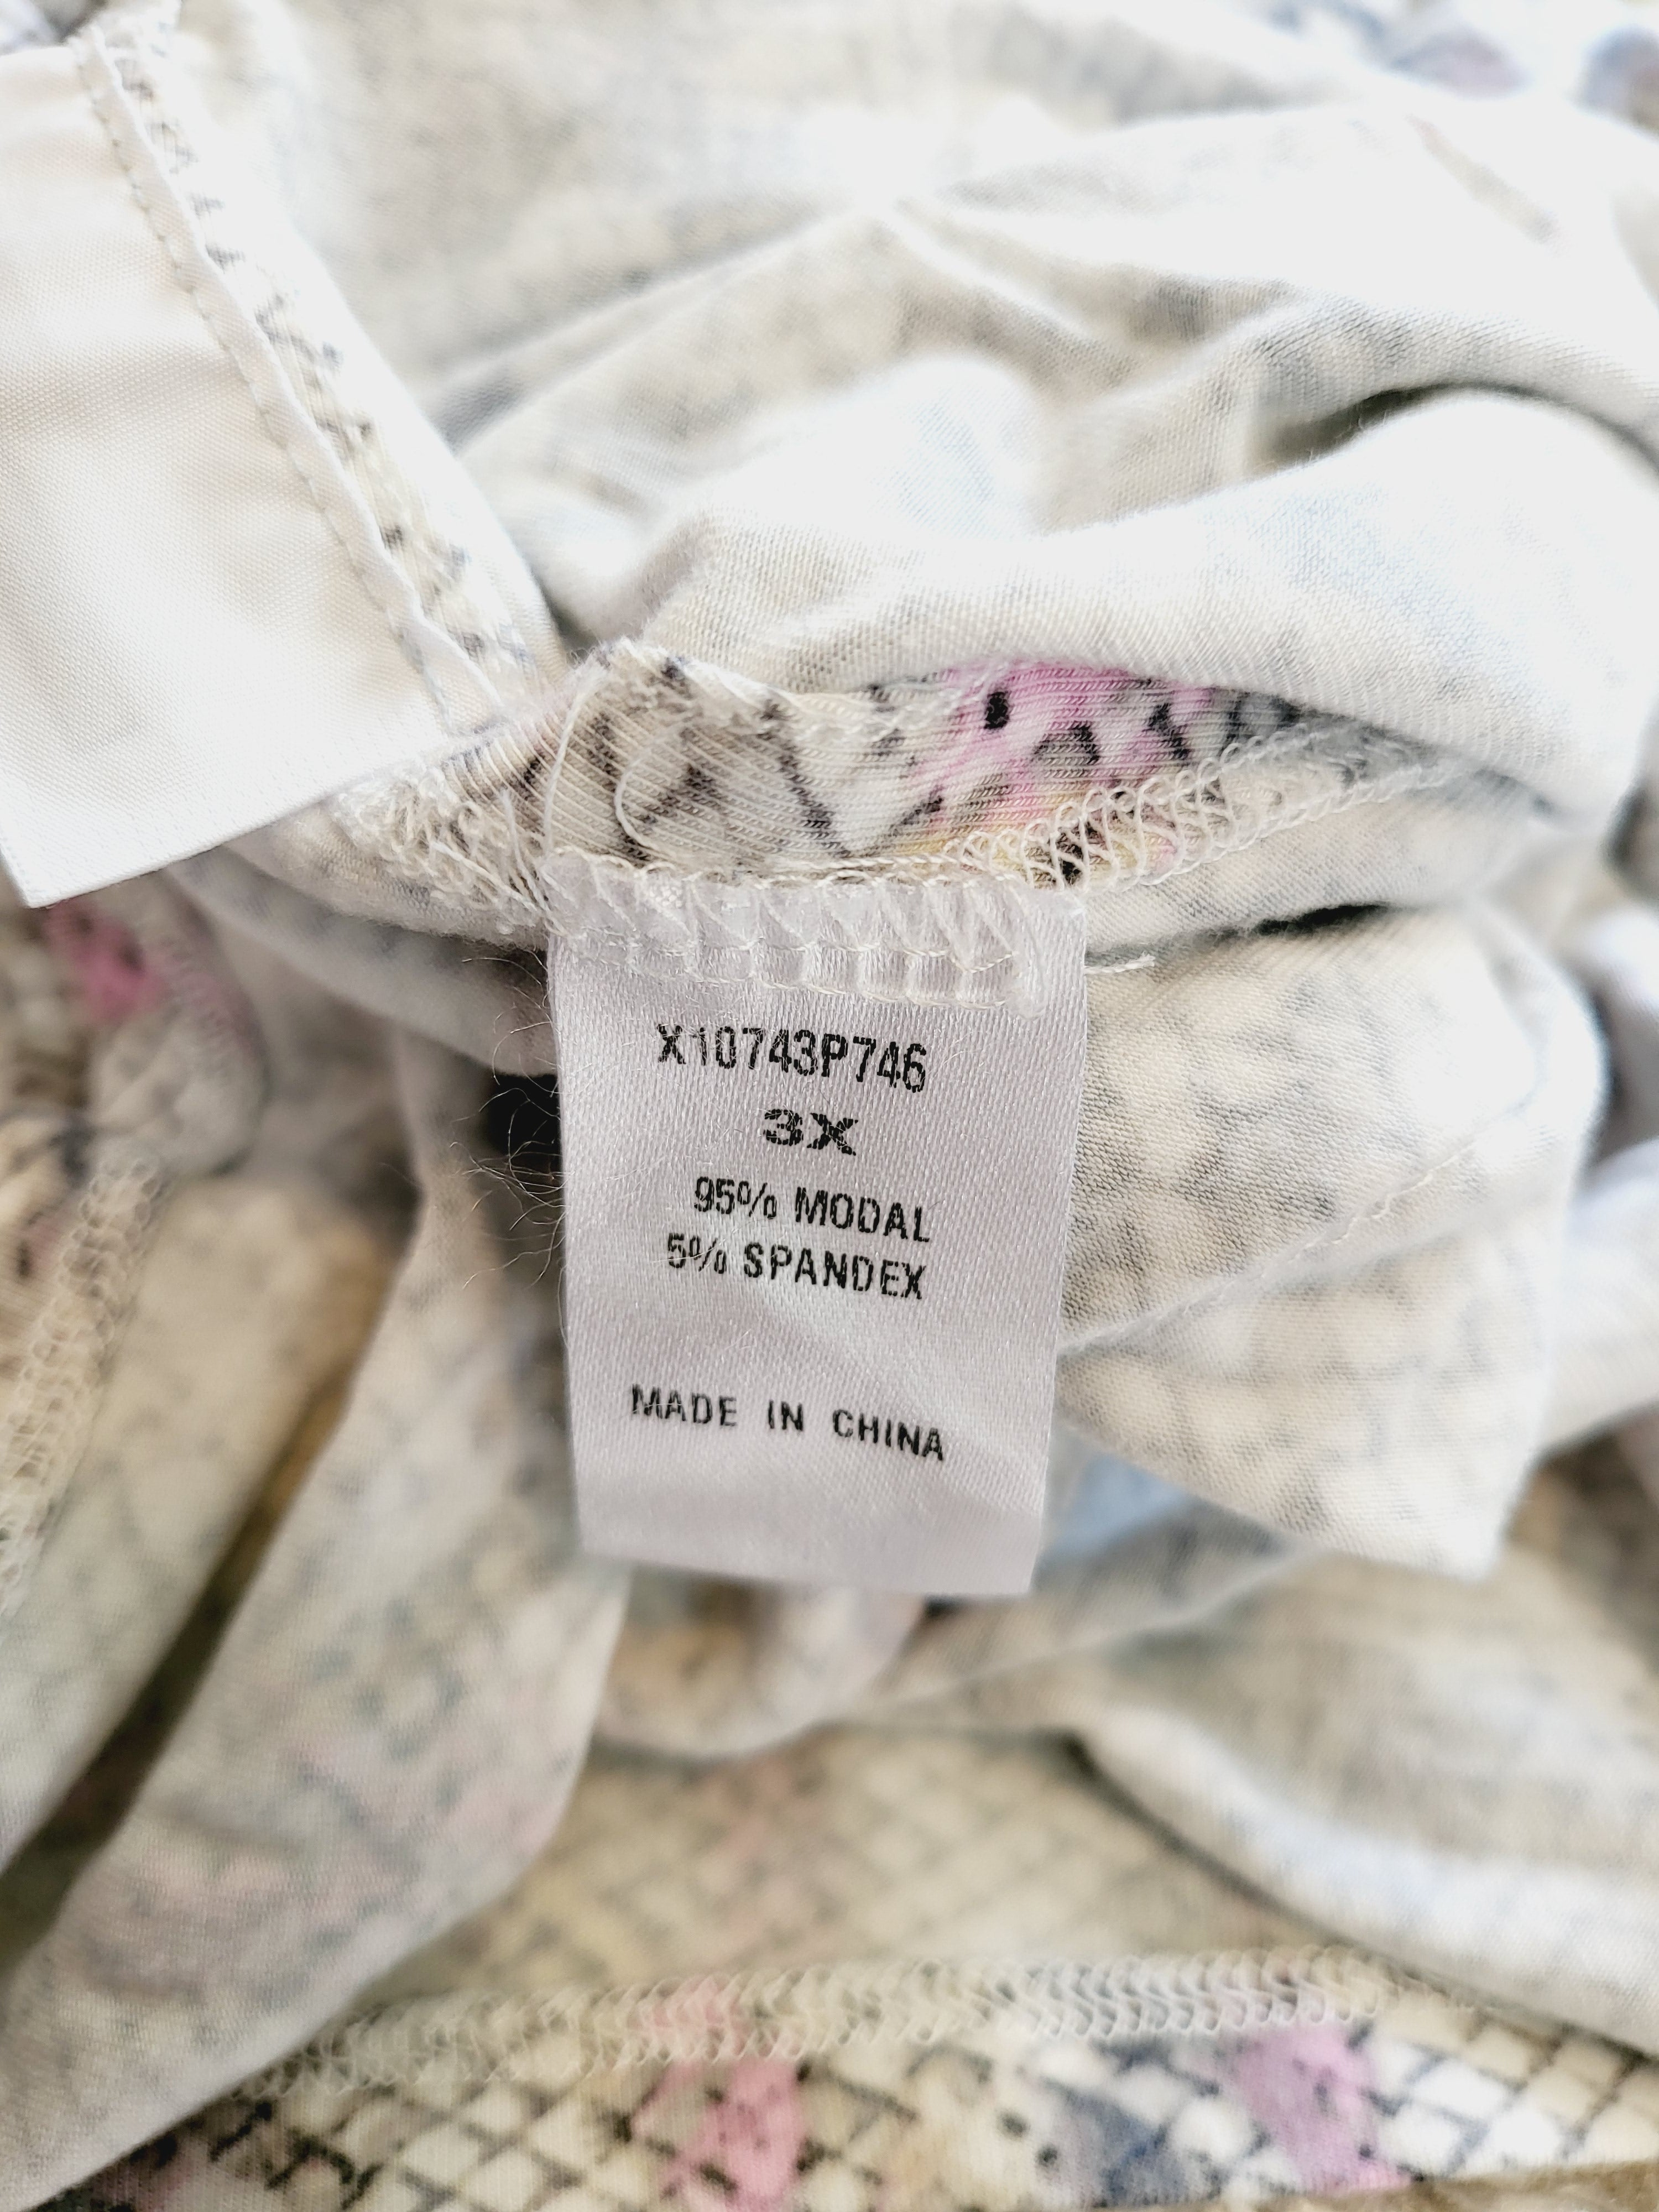 X10743P746
3X
95% MODAL
5% SPANDEX
MADE IN CHINA